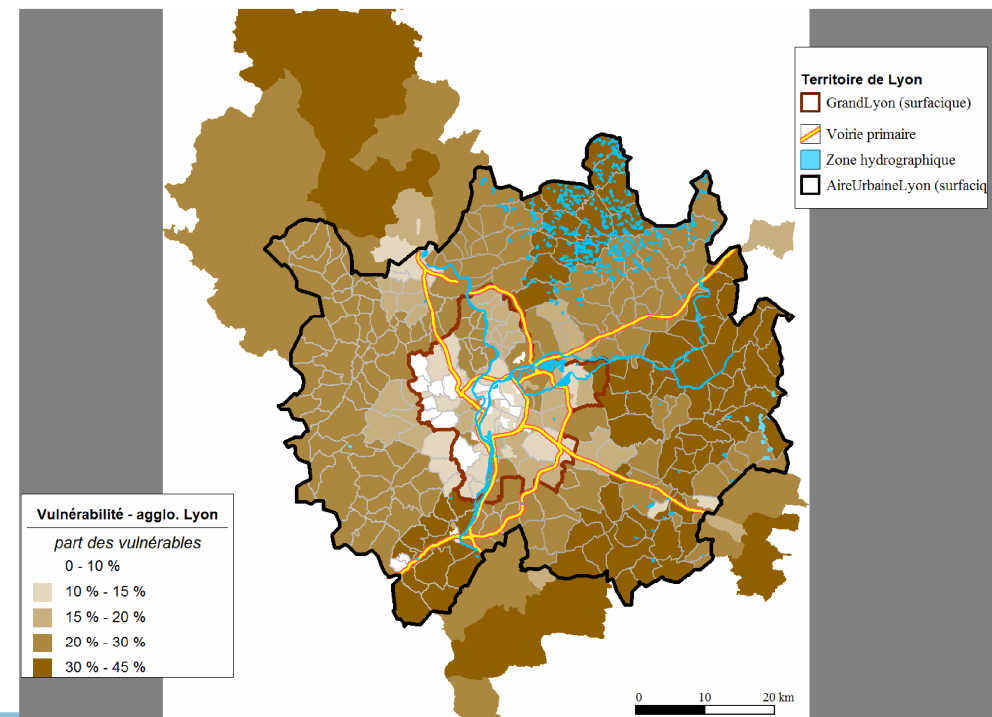 Territoire de Lyon
GrandLyon (surfacique)
Voirie primaire
Zone hydrographique
AireUrbaineLyon (surfaciq
Vulnérabilité - agglo. Lyon
part des vulnérables
0 - 10 %
10 % - 15 %
15 % - 20 %
20 % - 30 %
30 % - 45 %
0 10 20 km